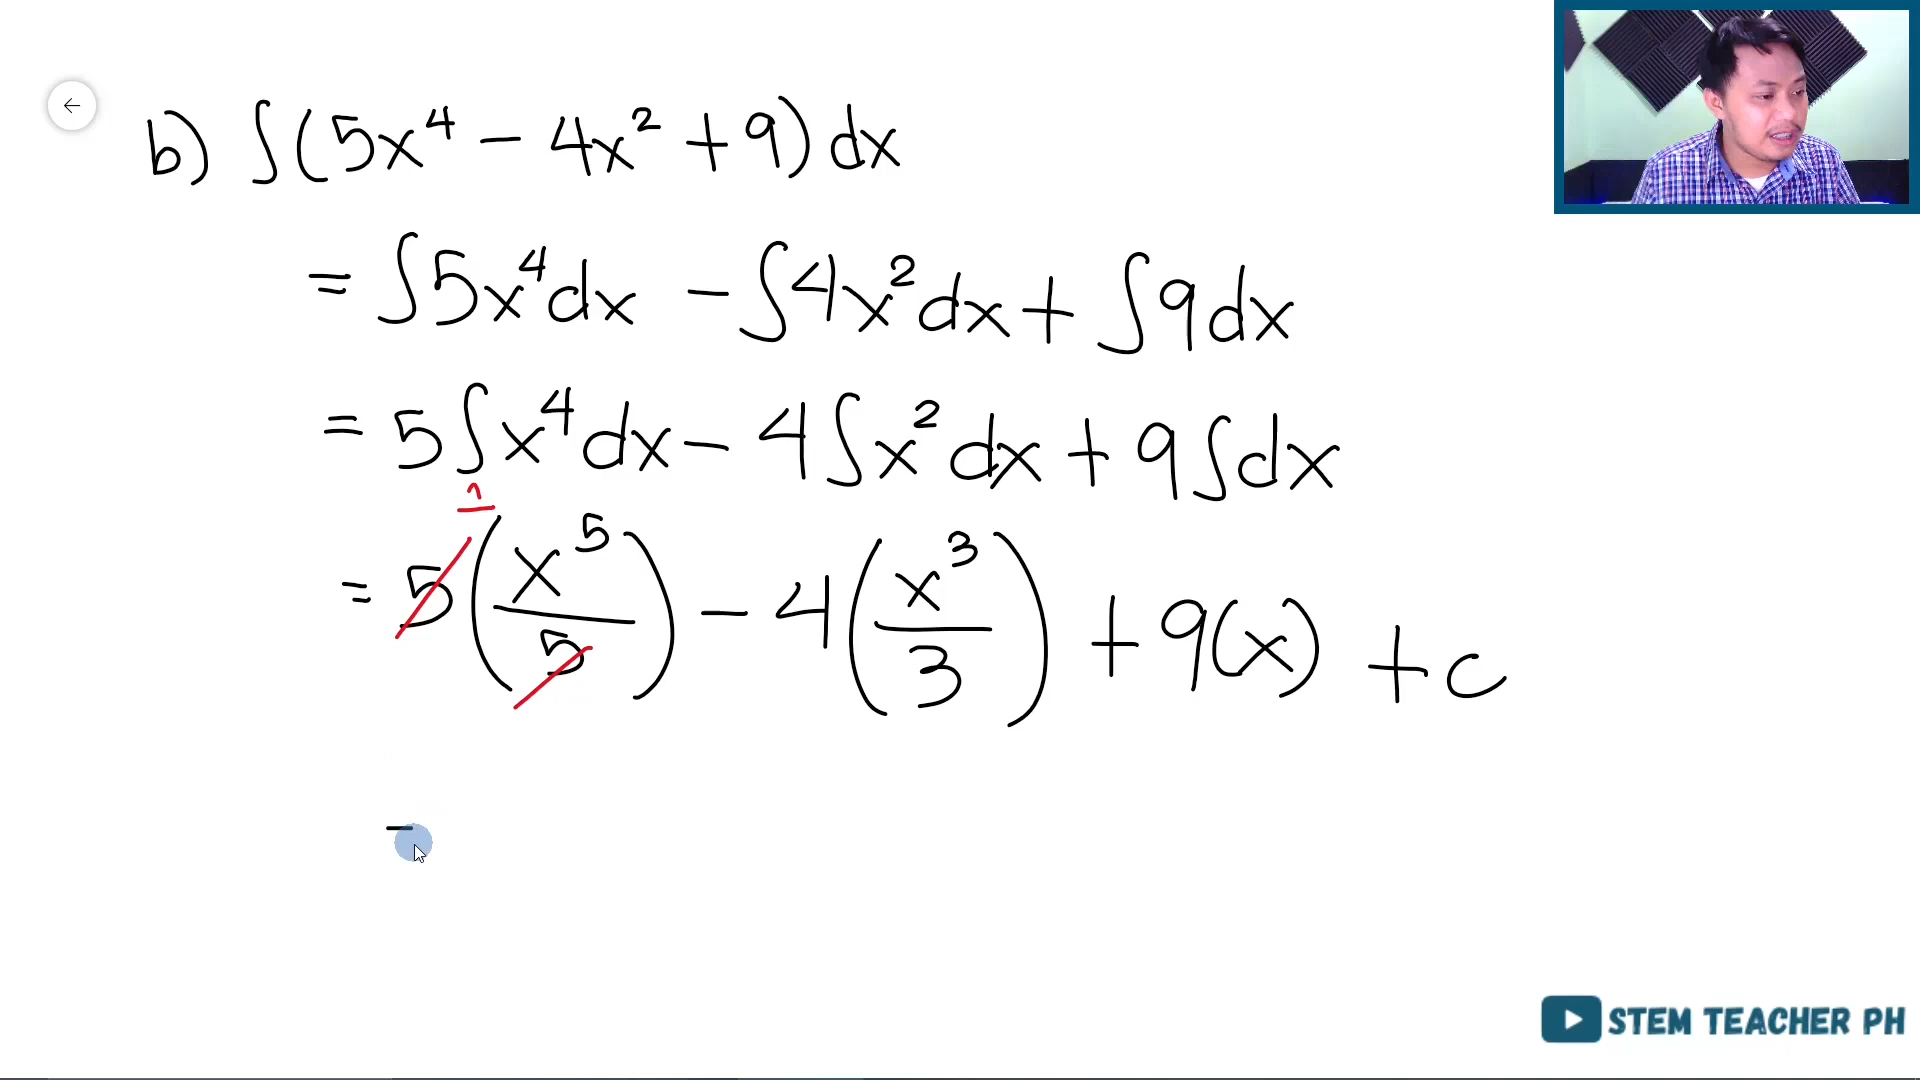 b) ∫(5x⁴ − 4x² + 9) dx
= ∫5x⁴dx − ∫4x²dx + ∫9dx
= 5∫x⁴dx − 4∫x²dx + 9∫dx
1
= 5(x⁵/5) − 4(x³/3) + 9(x) + c
STEM TEACHER PH